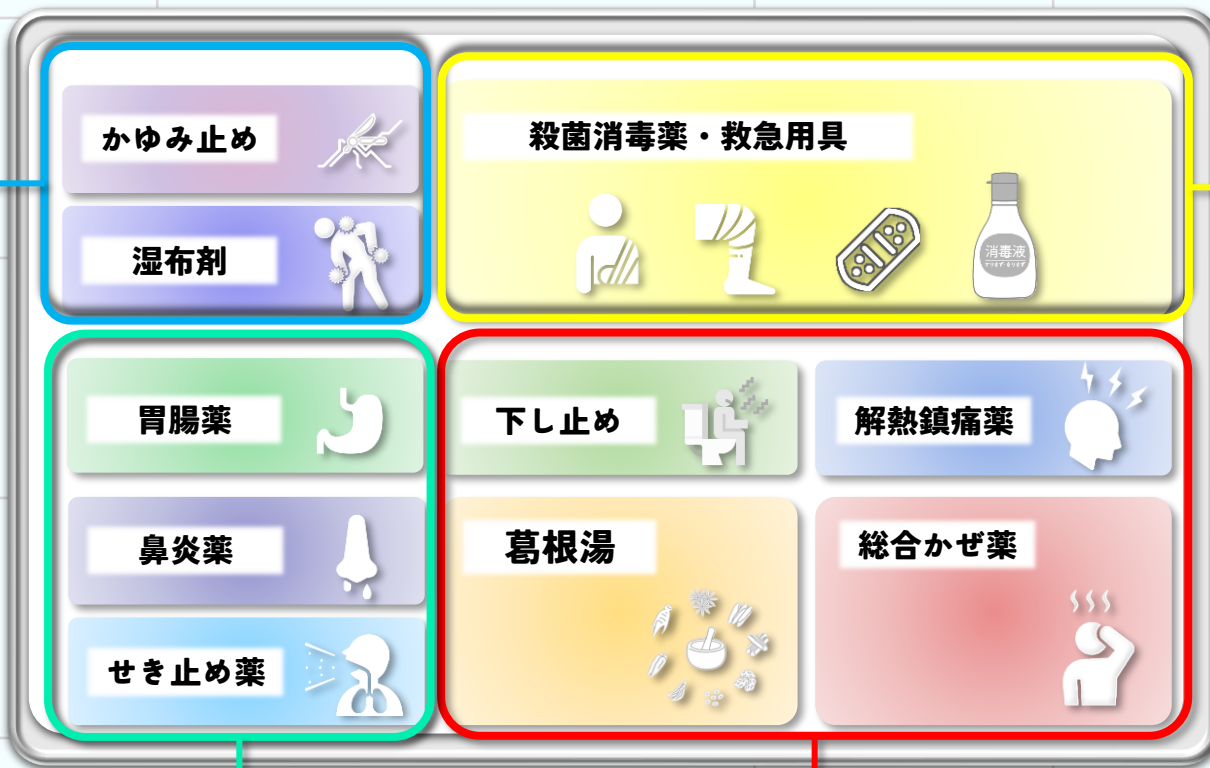 かゆみ止め
湿布剤
殺菌消毒薬・救急用具
消毒液
胃腸薬
鼻炎薬
せき止め薬
下し止め
解熱鎮痛薬
葛根湯
総合かぜ薬